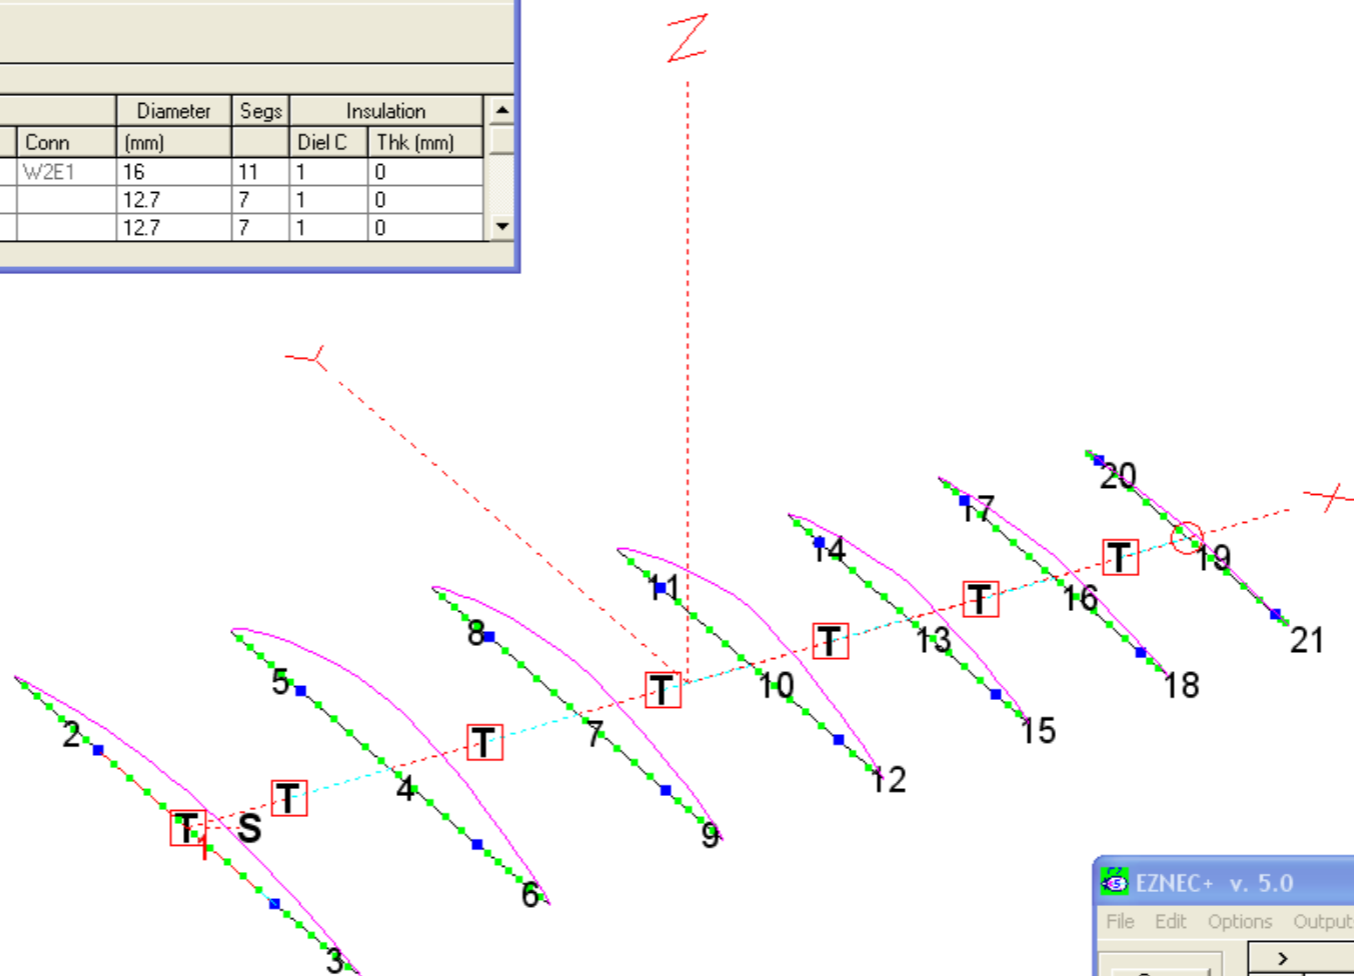 Diameter Segs Insulation
Conn (mm) Diel C Thk (mm)
W2E1 16 11 1 0
12.7 7 1 0
12.7 7 1 0
Z
Y
X
20
17
19
14
T
11
T
16
21
8
T
13
18
5
T
10
15
2
T
7
12
T
4
9
T S
1
6
3
EZNEC+ v. 5.0
File Edit Options Output
>